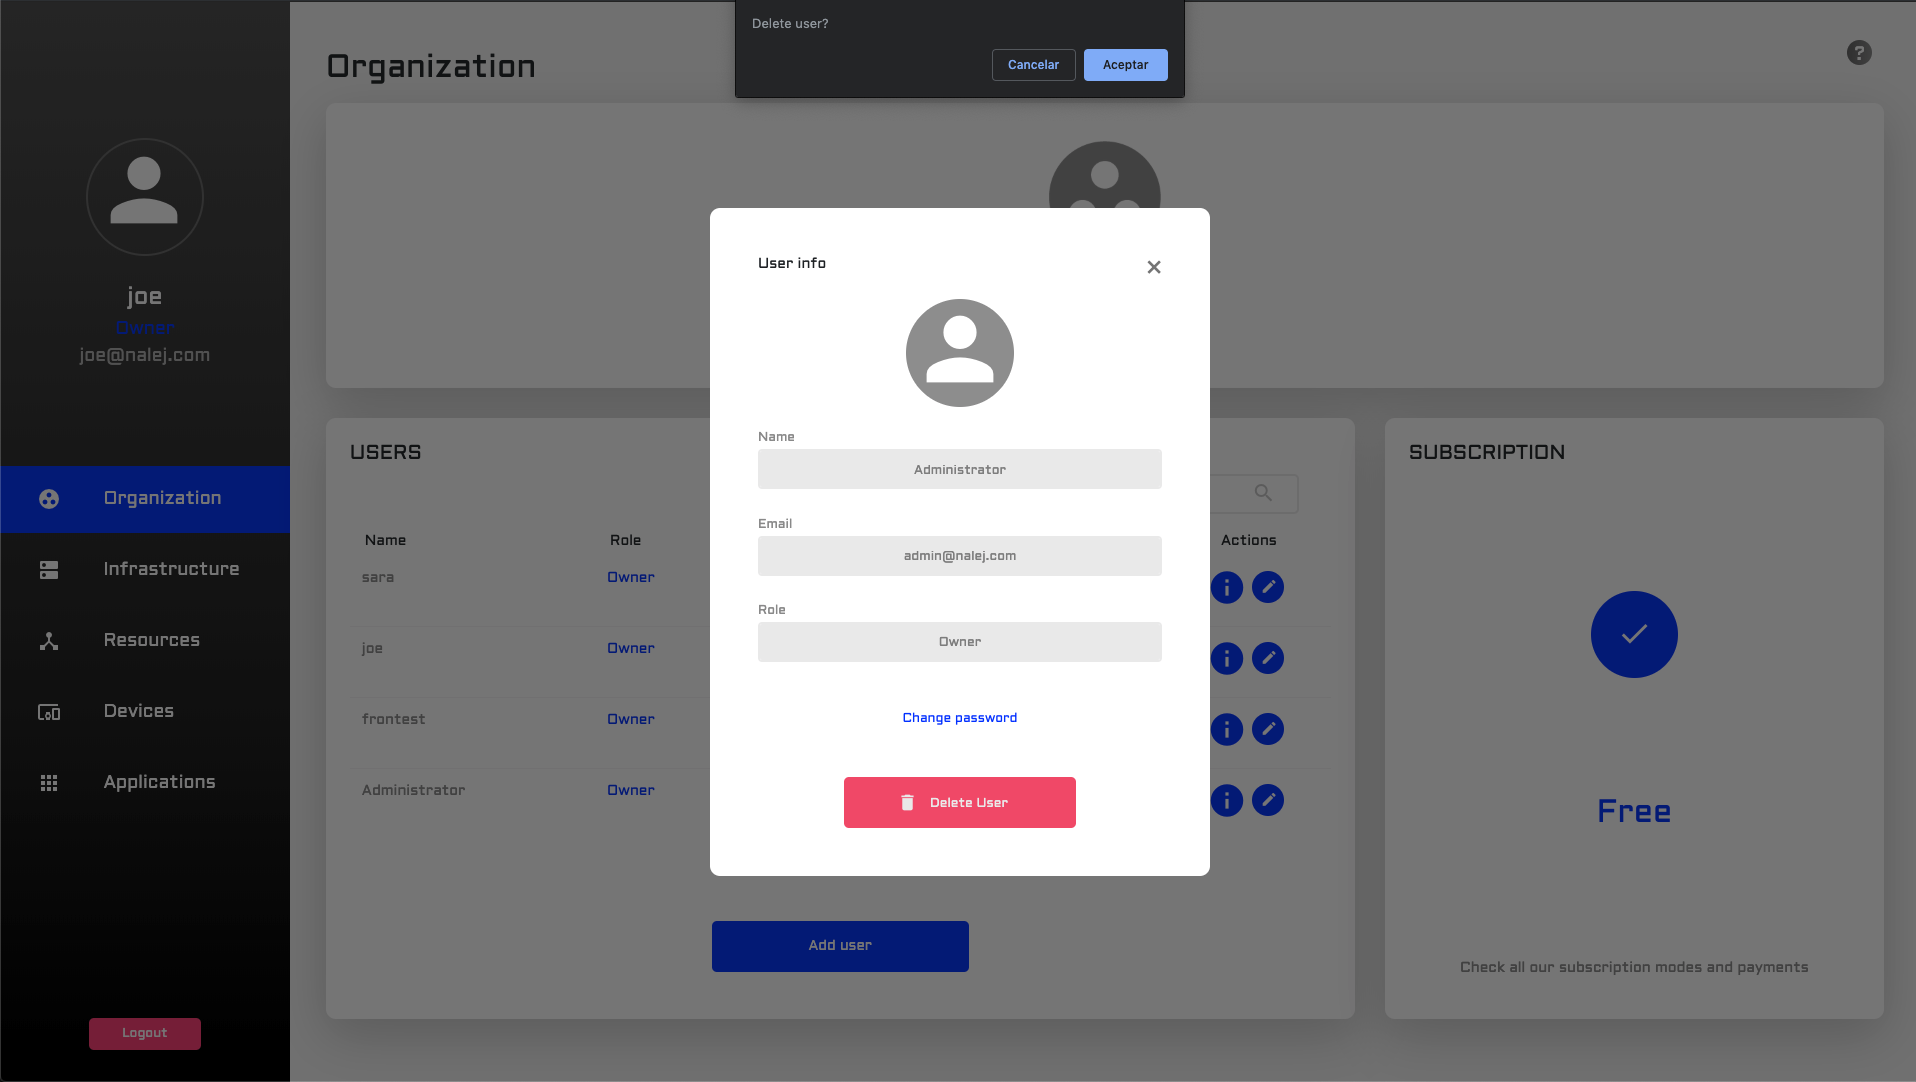 Delete user?
Cancelar
Aceptar
Organization
?
joe
Owner
joe@nalej.com
Organization
Infrastructure
Resources
Devices
Applications
Logout
User info
Name
Administrator
Email
admin@nalej.com
Role
Owner
Change password
Delete User
USERS
Name Role Actions
sara Owner
joe Owner
frontest Owner
Administrator Owner
Add user
SUBSCRIPTION
Free
Check all our subscription modes and payments